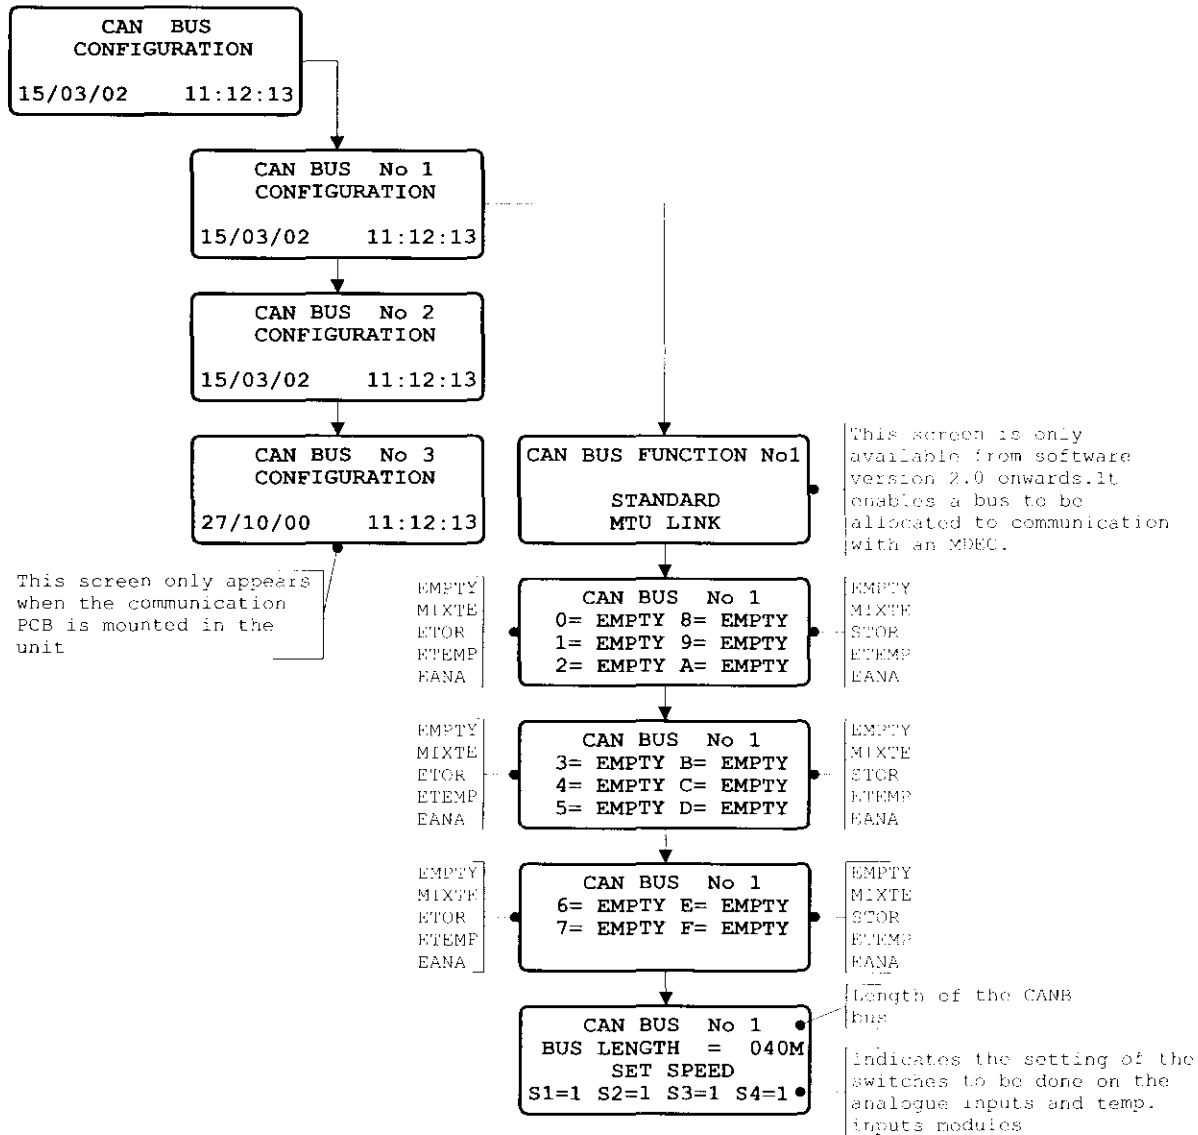 CAN BUS
CONFIGURATION
15/03/02 11:12:13
CAN BUS No 1
CONFIGURATION
15/03/02 11:12:13
CAN BUS No 2
CONFIGURATION
15/03/02 11:12:13
CAN BUS No 3
CONFIGURATION
27/10/00 11:12:13
This screen only appears
when the communication
PCB is mounted in the
unit
CAN BUS FUNCTION No1
STANDARD
MTU LINK
This screen is only
available from software
version 2.0 onwards.It
enables a bus to be
allocated to communication
with an MDEC.
EMPTY
MIXTE
ETOR
ETEMP
EANA
CAN BUS No 1
0= EMPTY 8= EMPTY
1= EMPTY 9= EMPTY
2= EMPTY A= EMPTY
EMPTY
MIXTE
STOR
ETEMP
EANA
EMPTY
MIXTE
ETOR
ETEMP
EANA
CAN BUS No 1
3= EMPTY B= EMPTY
4= EMPTY C= EMPTY
5= EMPTY D= EMPTY
EMPTY
MIXTE
STOR
ETEMP
EANA
EMPTY
MIXTE
ETOR
ETEMP
EANA
CAN BUS No 1
6= EMPTY E= EMPTY
7= EMPTY F= EMPTY
EMPTY
MIXTE
STOR
ETEMP
EANA
CAN BUS No 1
BUS LENGTH = 040M
SET SPEED
S1=1 S2=1 S3=1 S4=1
Length of the CANB
bus
Indicates the setting of the
switches to be done on the
analogue inputs and temp.
inputs modules